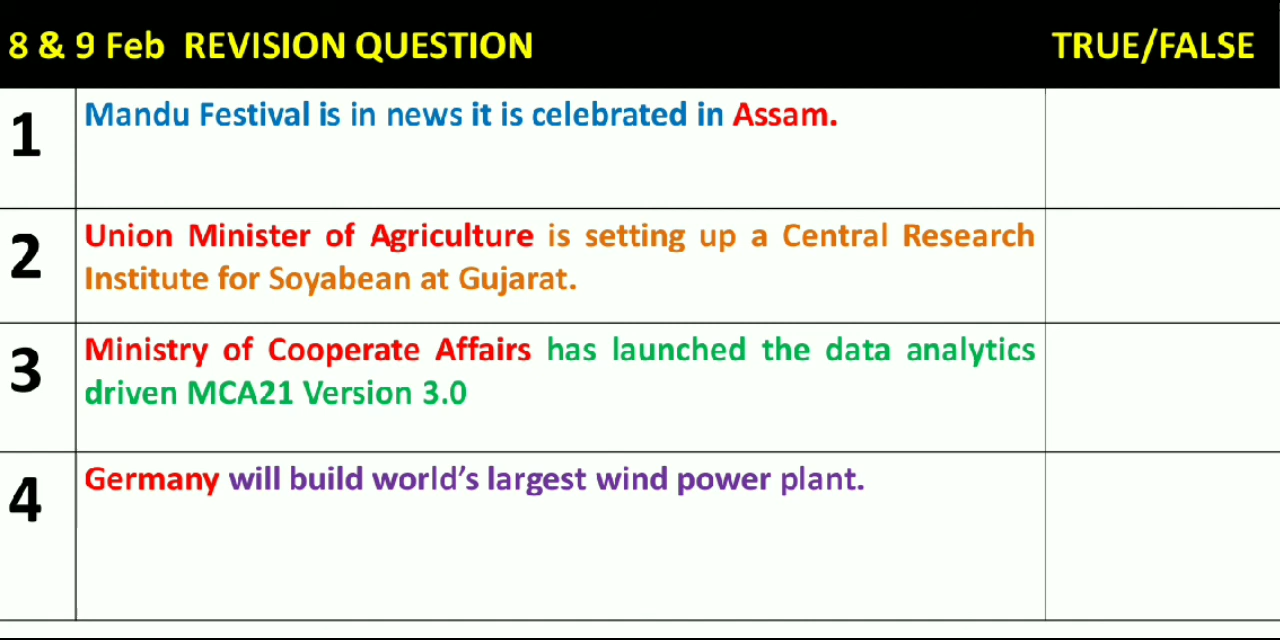 8 & 9 Feb REVISION QUESTION TRUE/FALSE
1 Mandu Festival is in news it is celebrated in Assam.
2 Union Minister of Agriculture is setting up a Central Research
Institute for Soyabean at Gujarat.
3 Ministry of Cooperate Affairs has launched the data analytics
driven MCA21 Version 3.0
4 Germany will build world's largest wind power plant.